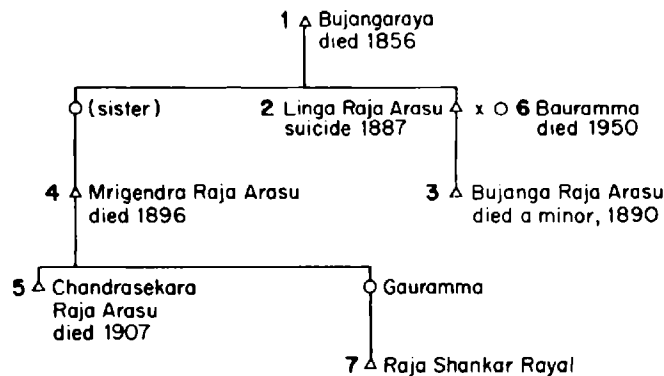 1 Bujangaraya
died 1856
(sister)
2 Linga Raja Arasu x 6 Bauramma
suicide 1887
died 1950
4 Mrigendra Raja Arasu
died 1896
3 Bujanga Raja Arasu
died a minor, 1890
5 Chandrasekara
Raja Arasu
died 1907
Gauramma
7 Raja Shankar Rayal